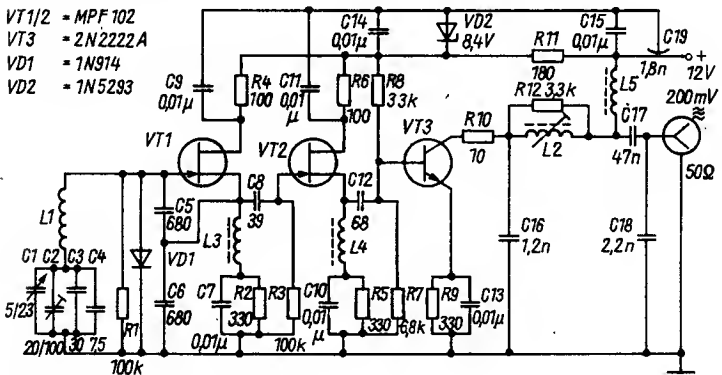 VT1/2 = MPF 102
VT3 = 2N2222A
VD1 = 1N914
VD2 = 1N5293
C14
0,01µ
VD2
8,4V
C15
0,01µ
C19
1,8n
+
12V
R11
180
C9
0,01µ
R4
100
C11
0,01
µ
R6
100
R8
3,3k
R12 3,3k
L5
C17
47n
200mV
50Ω
VT1
VT2
VT3
R10
10
L2
L1
C5
680
C8
39
C12
68
C16
1,2n
C18
2,2n
VD1
L3
L4
C1
C2
C3
C4
5/23
20/100
30
7,5
R1
100k
C6
680
C7
0,01µ
R2
330
R3
100k
C10
0,01
µ
R5
330
R7
6,8k
R9
330
C13
0,01µ